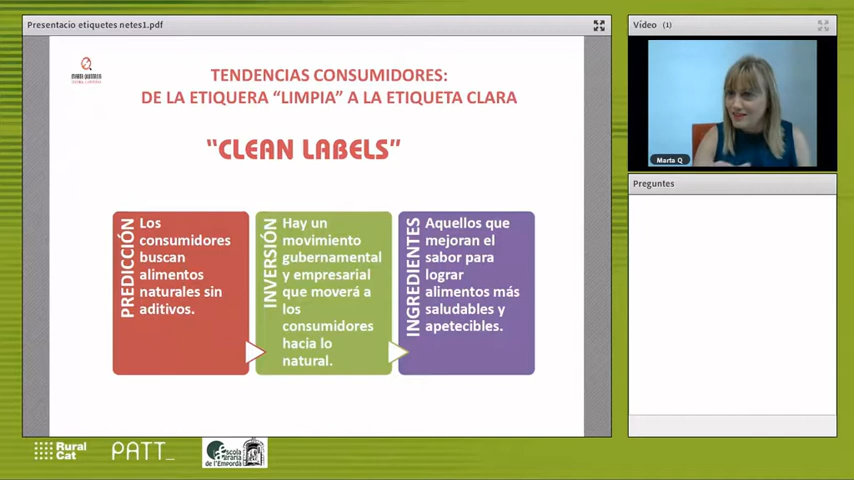 Presentacio etiquetes netes1.pdf
TENDENCIAS CONSUMIDORES:
DE LA ETIQUERA “LIMPIA” A LA ETIQUETA CLARA
“CLEAN LABELS”
PREDICCIÓN
Los
consumidores
buscan
alimentos
naturales sin
aditivos.
INVERSIÓN
Hay un
movimiento
gubernamental
y empresarial
que moverá a
los
consumidores
hacia lo
natural.
INGREDIENTES
Aquellos que
mejoran el
sabor para
lograr
alimentos más
saludables y
apetecibles.
Vídeo (1)
Marta Q
Preguntes
Rural
Cat
PATT_
escola
agrària
de l'Empordà